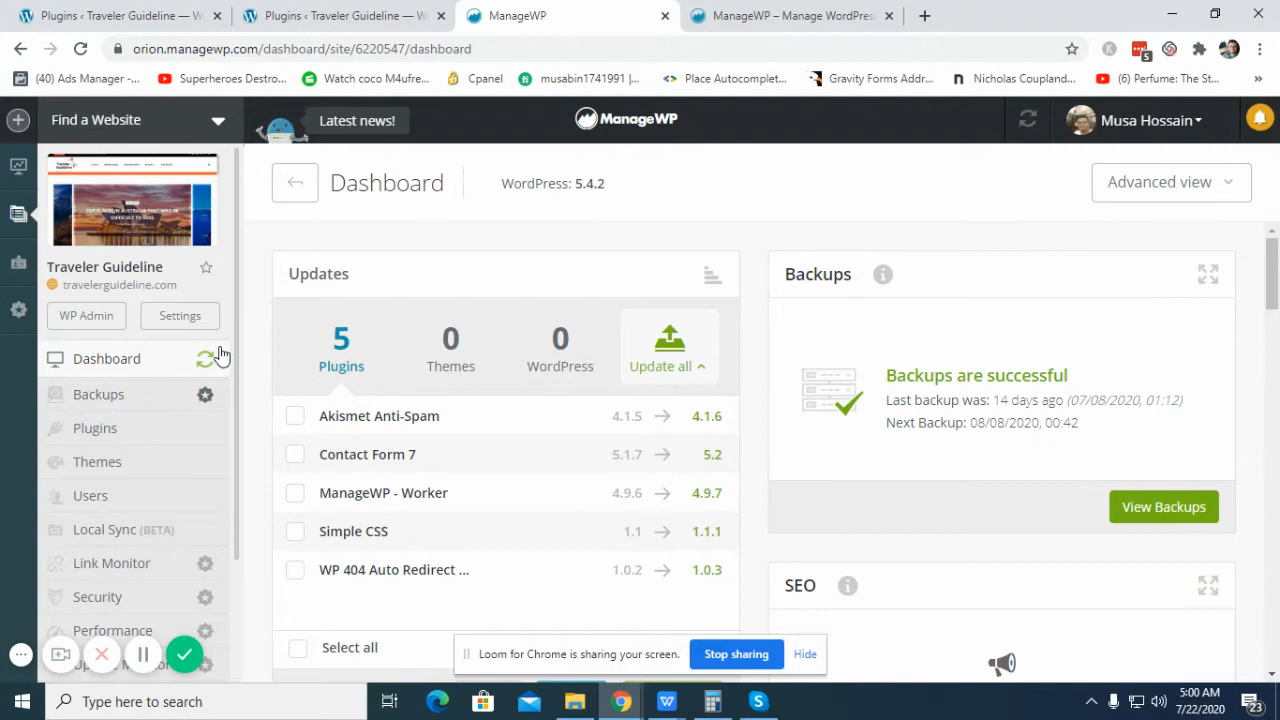 Plugins ‹ Traveler Guideline — W
Plugins ‹ Traveler Guideline — W
ManageWP
ManageWP – Manage WordPress
orion.managewp.com/dashboard/site/6220547/dashboard
5
(40) Ads Manager -...
Superheroes Destro...
Watch coco M4ufre...
Cpanel
musabin1741991 |...
Place Autocomplet...
Gravity Forms Addr...
Nicholas Coupland...
(6) Perfume: The St...
»
Find a Website
Latest news!
ManageWP
Musa Hossain
Traveler Guideline
travelerguideline.com
WP Admin
Settings
Dashboard
Backups
Plugins
Themes
Users
Local Sync (BETA)
Link Monitor
Security
Performance
Dashboard
WordPress: 5.4.2
Advanced view
Updates
5
Plugins
0
Themes
0
WordPress
Update all
Akismet Anti-Spam 4.1.5 → 4.1.6
Contact Form 7 5.1.7 → 5.2
ManageWP - Worker 4.9.6 → 4.9.7
Simple CSS 1.1 → 1.1.1
WP 404 Auto Redirect ... 1.0.2 → 1.0.3
Select all
Backups
Backups are successful
Last backup was: 14 days ago (07/08/2020, 01:12)
Next Backup: 08/08/2020, 00:42
View Backups
SEO
Loom for Chrome is sharing your screen.
Stop sharing
Hide
Type here to search
5:00 AM
7/22/2020
23